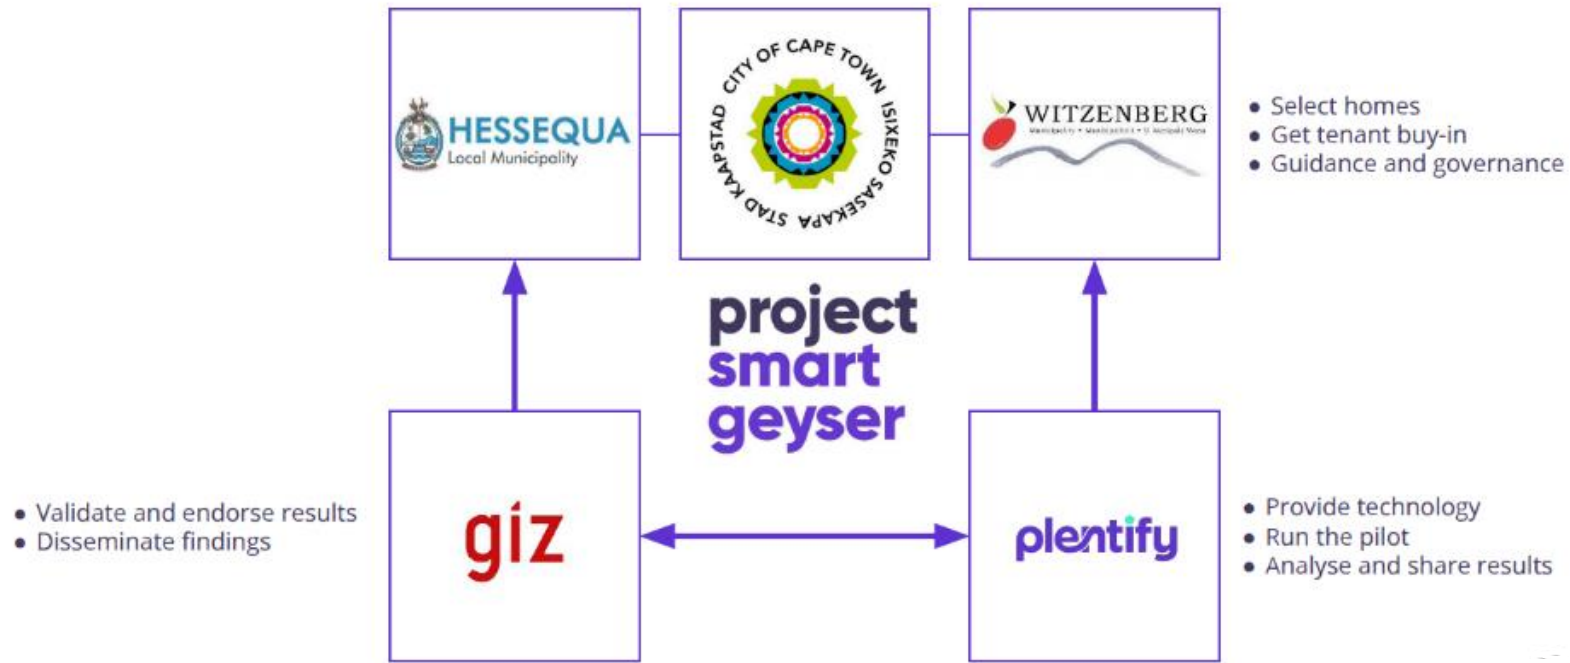 HESSEQUA
Local Municipality
CITY OF CAPE TOWN ISIXEKO SASEKAPA STAD KAAPSTAD
WITZENBERG
• Select homes
• Get tenant buy-in
• Guidance and governance
project
smart
geyser
• Validate and endorse results
• Disseminate findings
giz
plentify
• Provide technology
• Run the pilot
• Analyse and share results